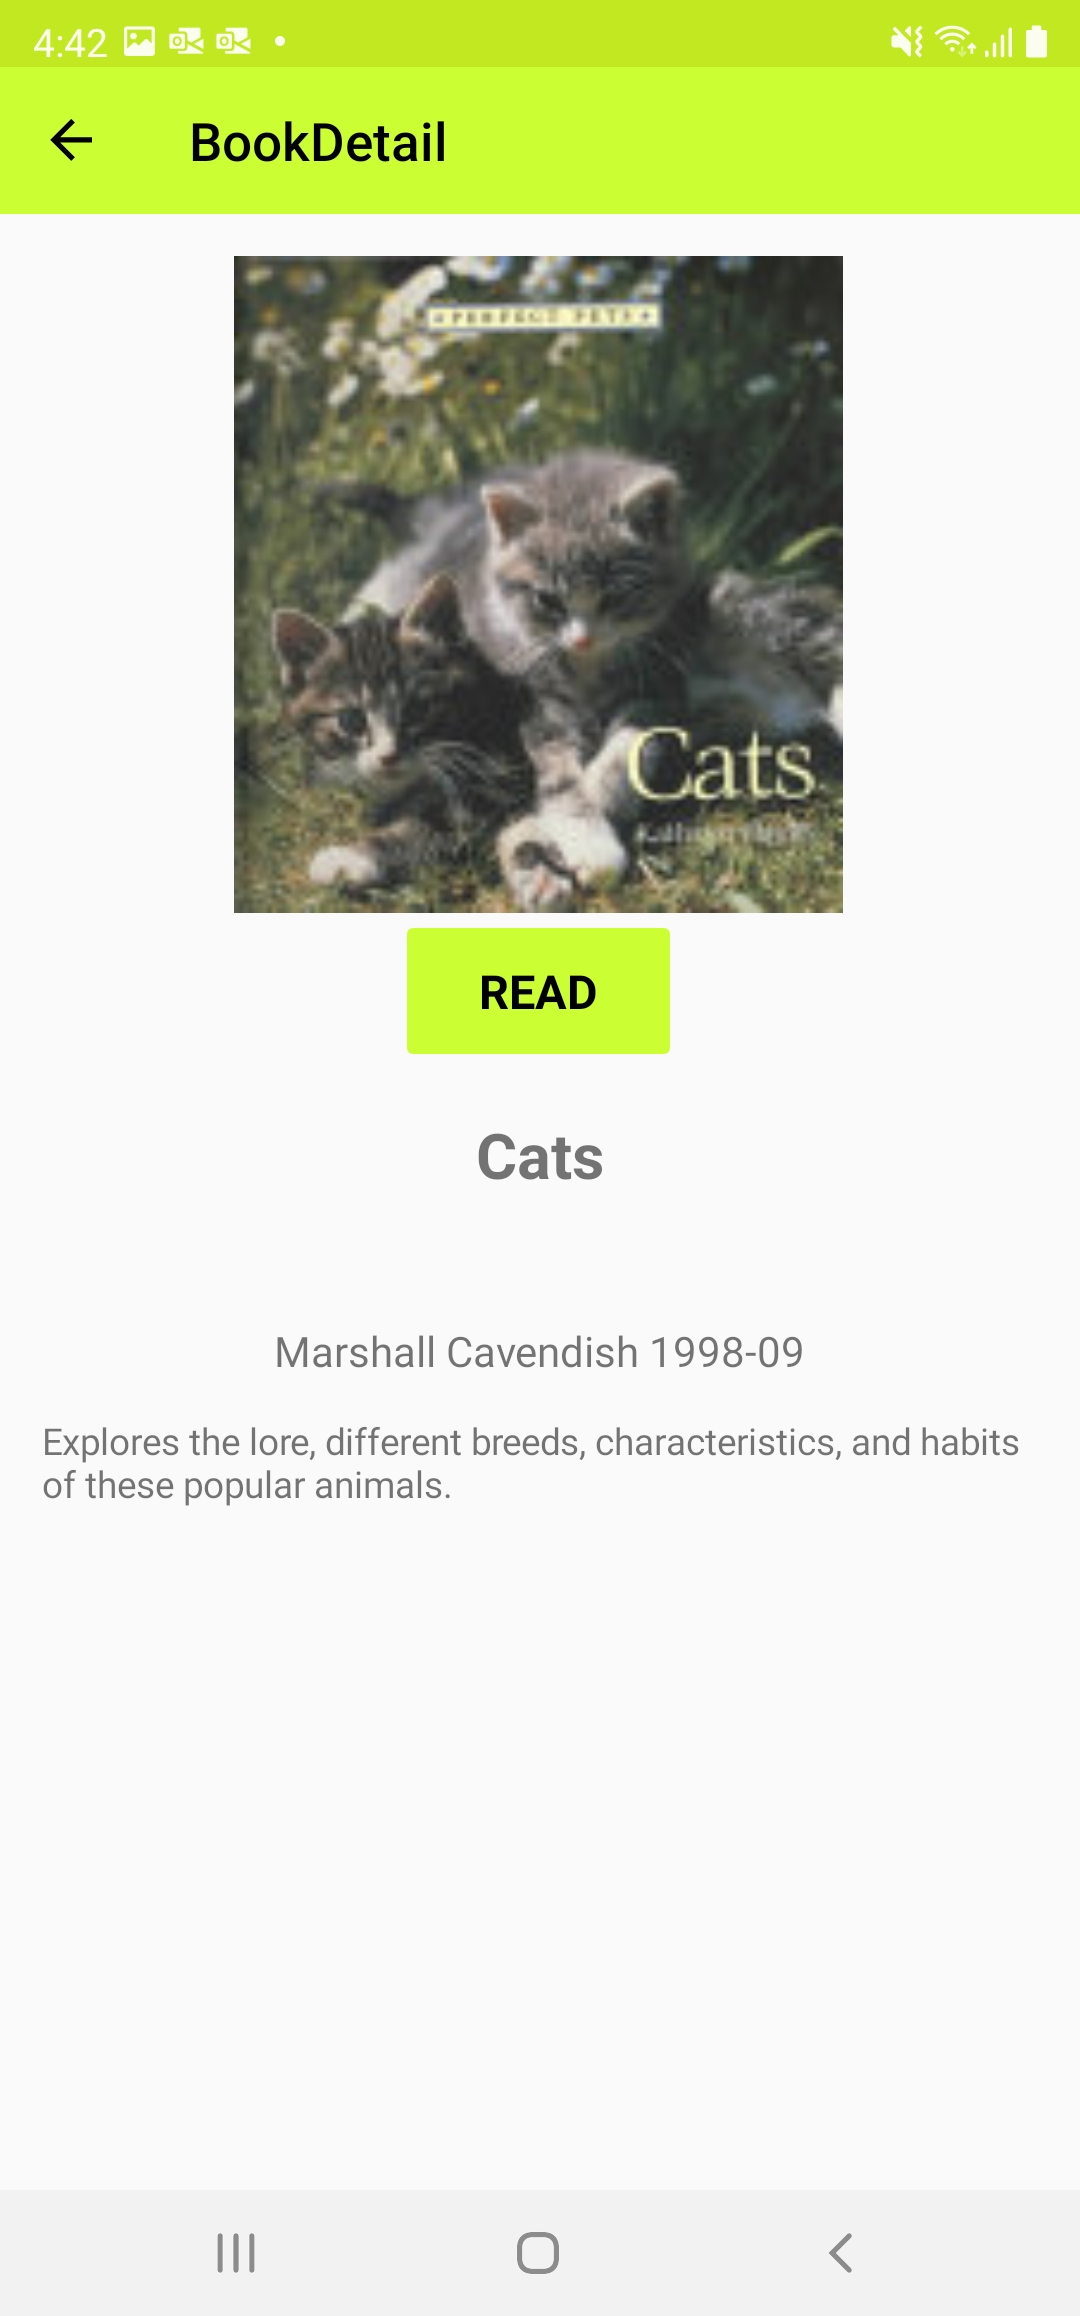 4:42
BookDetail
PERFECT PETS
Cats
READ
Cats
Marshall Cavendish 1998-09
Explores the lore, different breeds, characteristics, and habits
of these popular animals.